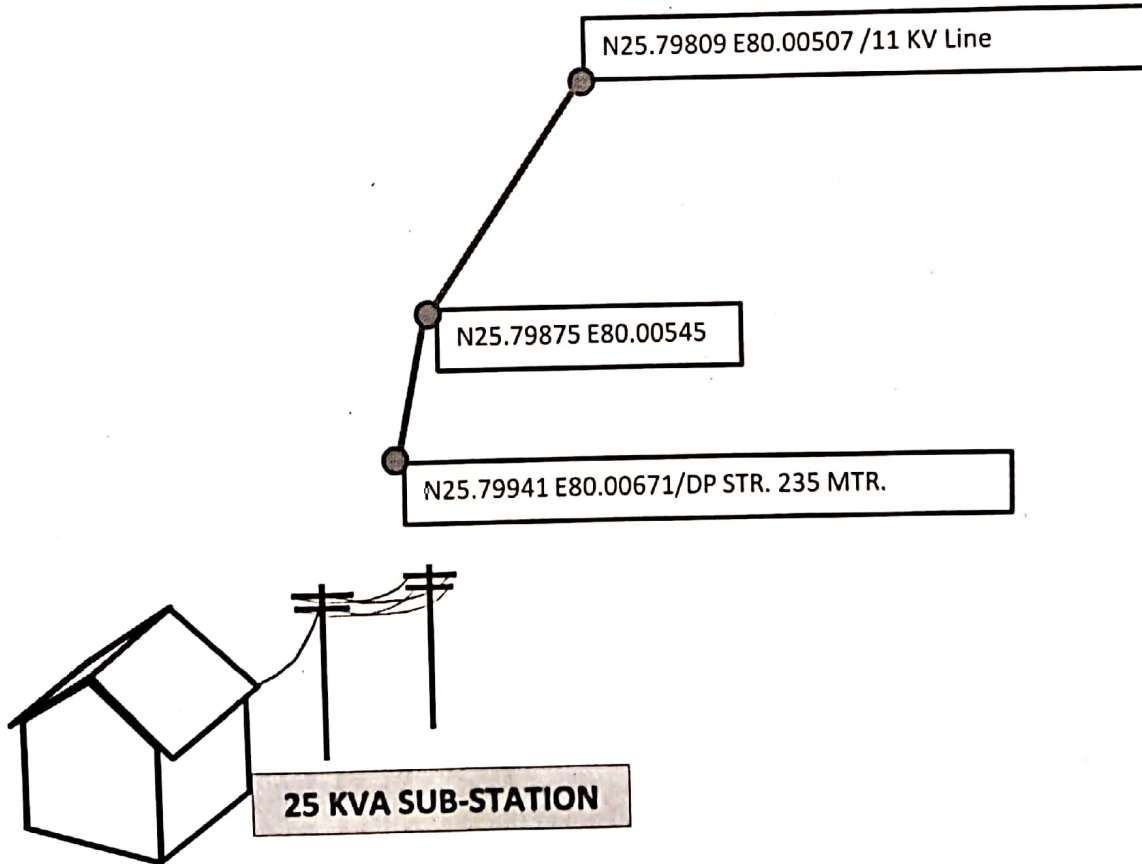 N25.79809 E80.00507 /11 KV Line
N25.79875 E80.00545
N25.79941 E80.00671/DP STR. 235 MTR.
25 KVA SUB-STATION